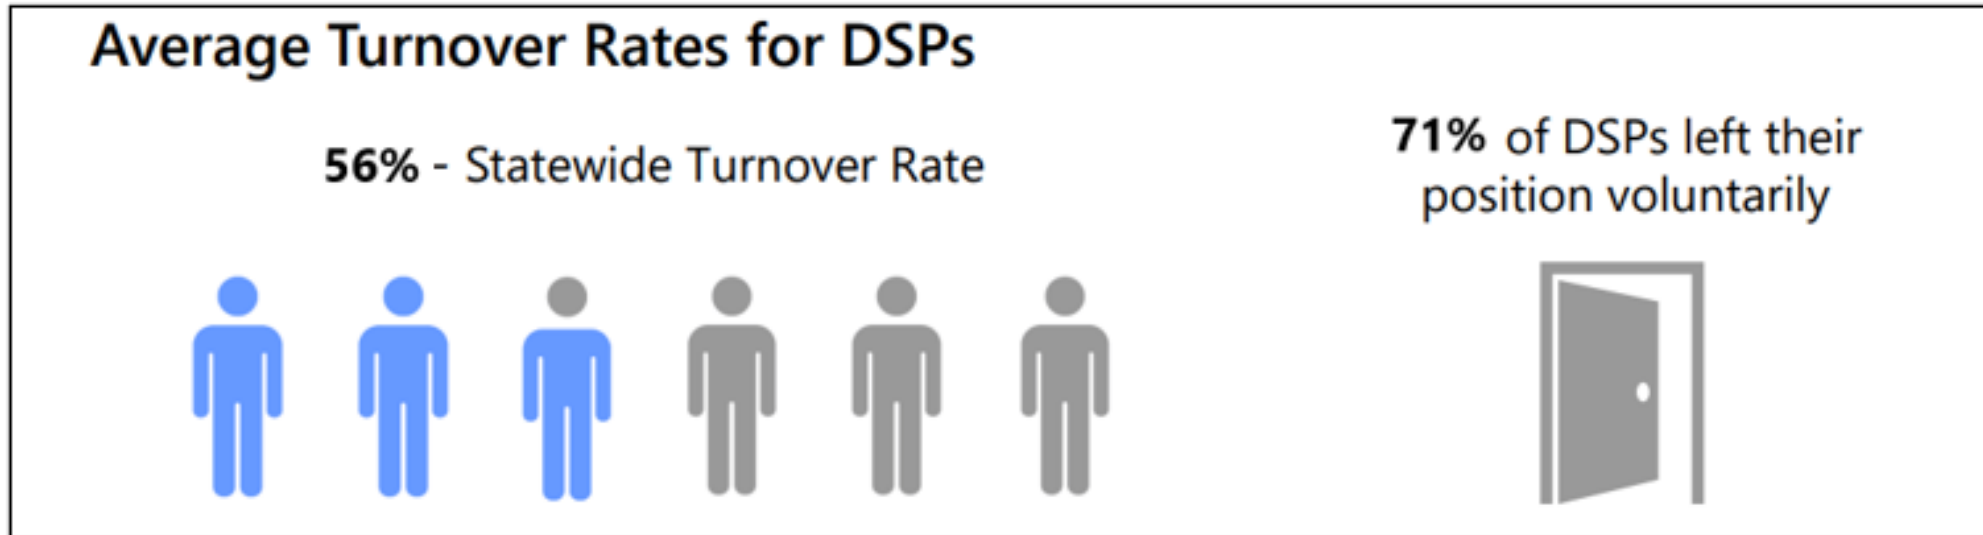 Average Turnover Rates for DSPs
56% - Statewide Turnover Rate
71% of DSPs left their
position voluntarily